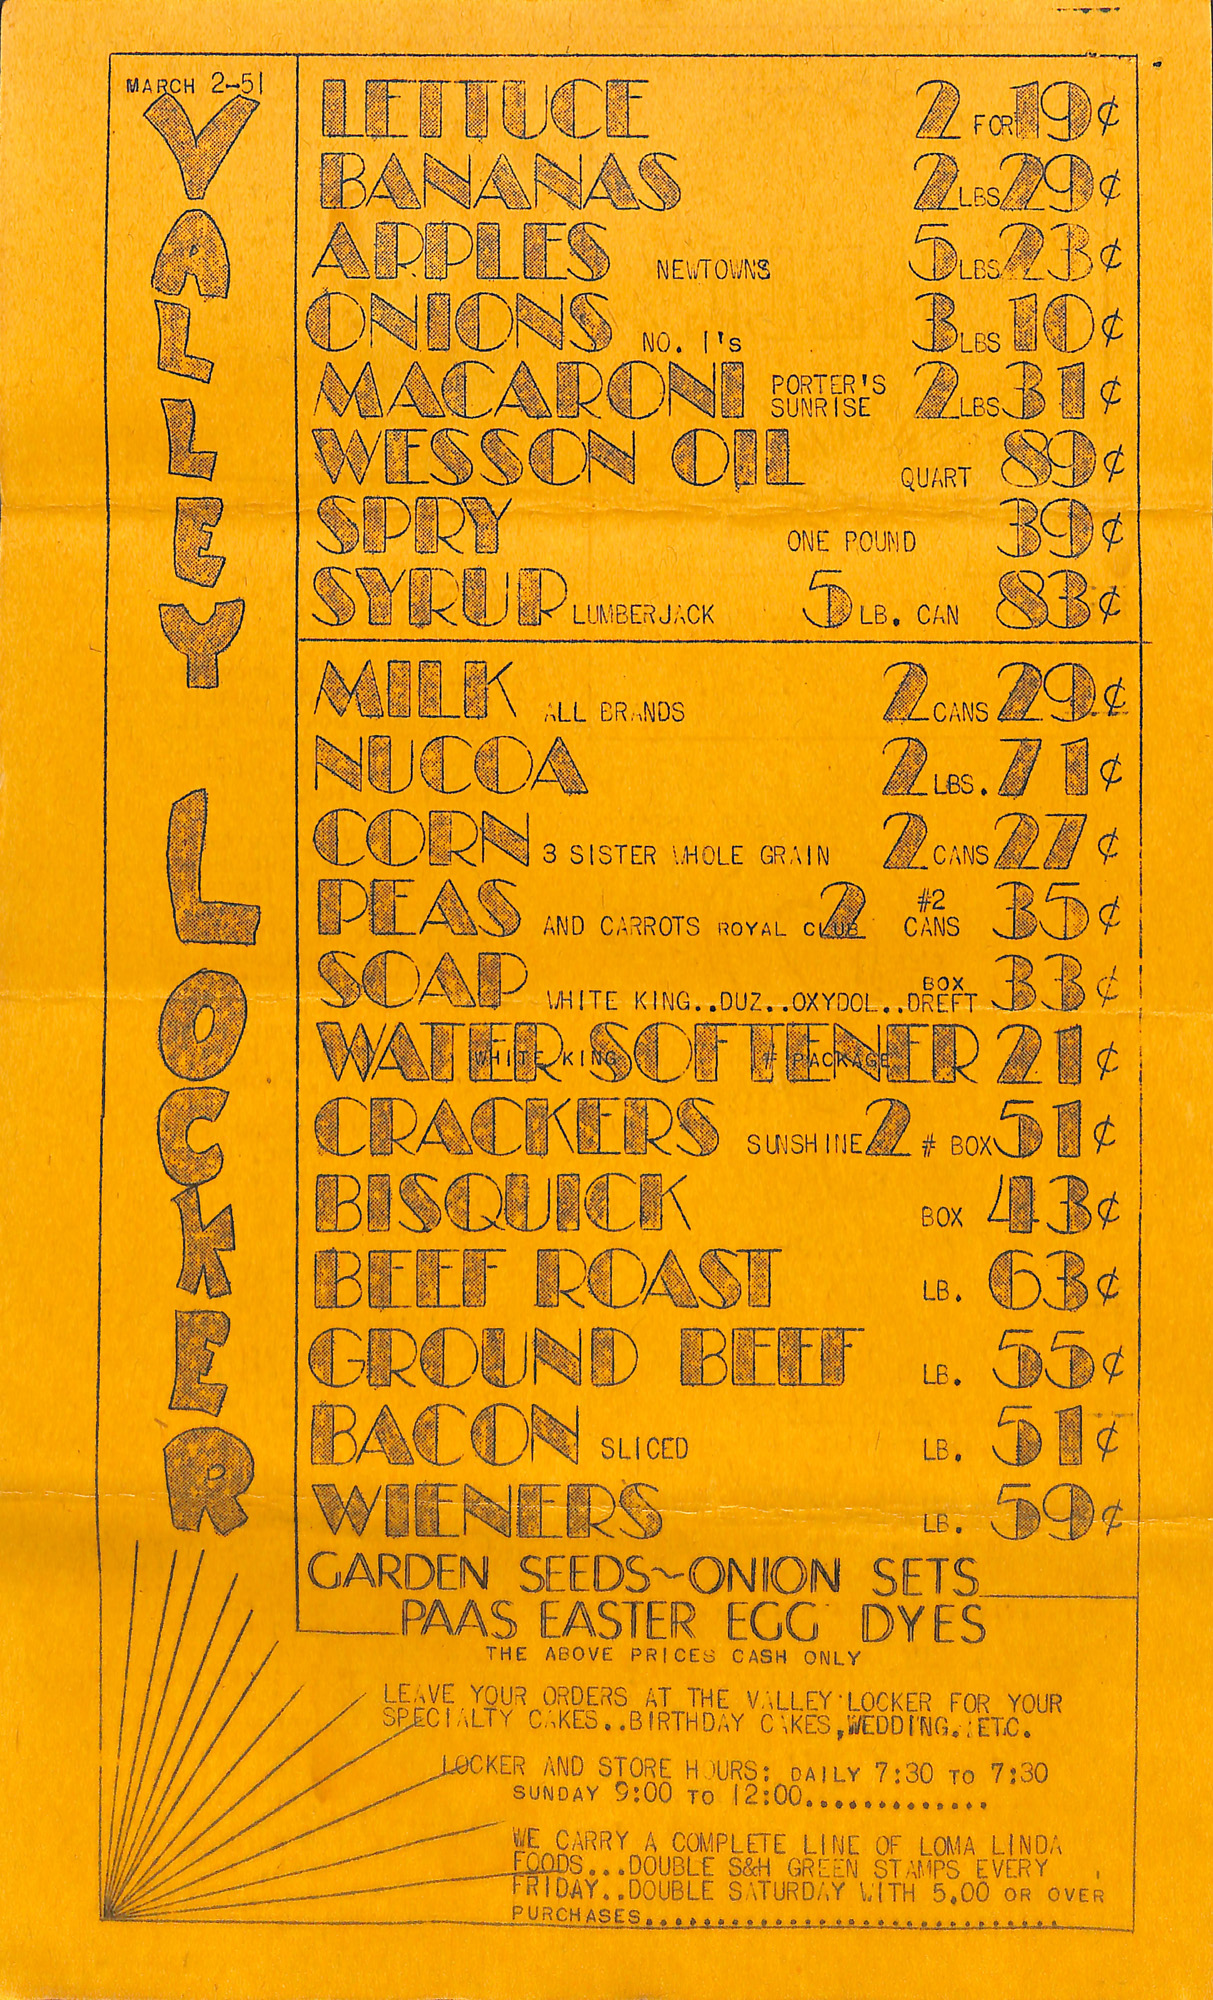 MARCH 2-51
VALLEY LOCKER
LETTUCE 2 FOR 19¢
BANANAS 2 LBS 29¢
APPLES NEWTOWNS 5 LBS 23¢
ONIONS NO. 1's 3 LBS 10¢
MACARONI PORTER'S SUNRISE 2 LBS 31¢
WESSON OIL QUART 89¢
SPRY ONE POUND 39¢
SYRUP LUMBERJACK 5 LB. CAN 83¢
MILK ALL BRANDS 2 CANS 29¢
NUCOA 2 LBS. 71¢
CORN 3 SISTER WHOLE GRAIN 2 CANS 27¢
PEAS AND CARROTS ROYAL CLUB 2 #2 CANS 35¢
SOAP WHITE KING..DUZ..OXYDOL..DREFT BOX 33¢
WATER SOFTENER WHITE KING # PACKAGE 21¢
CRACKERS SUNSHINE 2 # BOX 51¢
BISQUICK BOX 43¢
BEEF ROAST LB. 63¢
GROUND BEEF LB. 55¢
BACON SLICED LB. 51¢
WIENERS LB. 59¢
GARDEN SEEDS~ONION SETS
PAAS EASTER EGG DYES
THE ABOVE PRICES CASH ONLY
LEAVE YOUR ORDERS AT THE VALLEY LOCKER FOR YOUR
SPECIALTY CAKES..BIRTHDAY CAKES,WEDDING..ETC.
LOCKER AND STORE HOURS: DAILY 7:30 TO 7:30
SUNDAY 9:00 TO 12:00.............
WE CARRY A COMPLETE LINE OF LOMA LINDA
FOODS...DOUBLE S&H GREEN STAMPS EVERY
FRIDAY..DOUBLE SATURDAY WITH 5.00 OR OVER
PURCHASES.............................